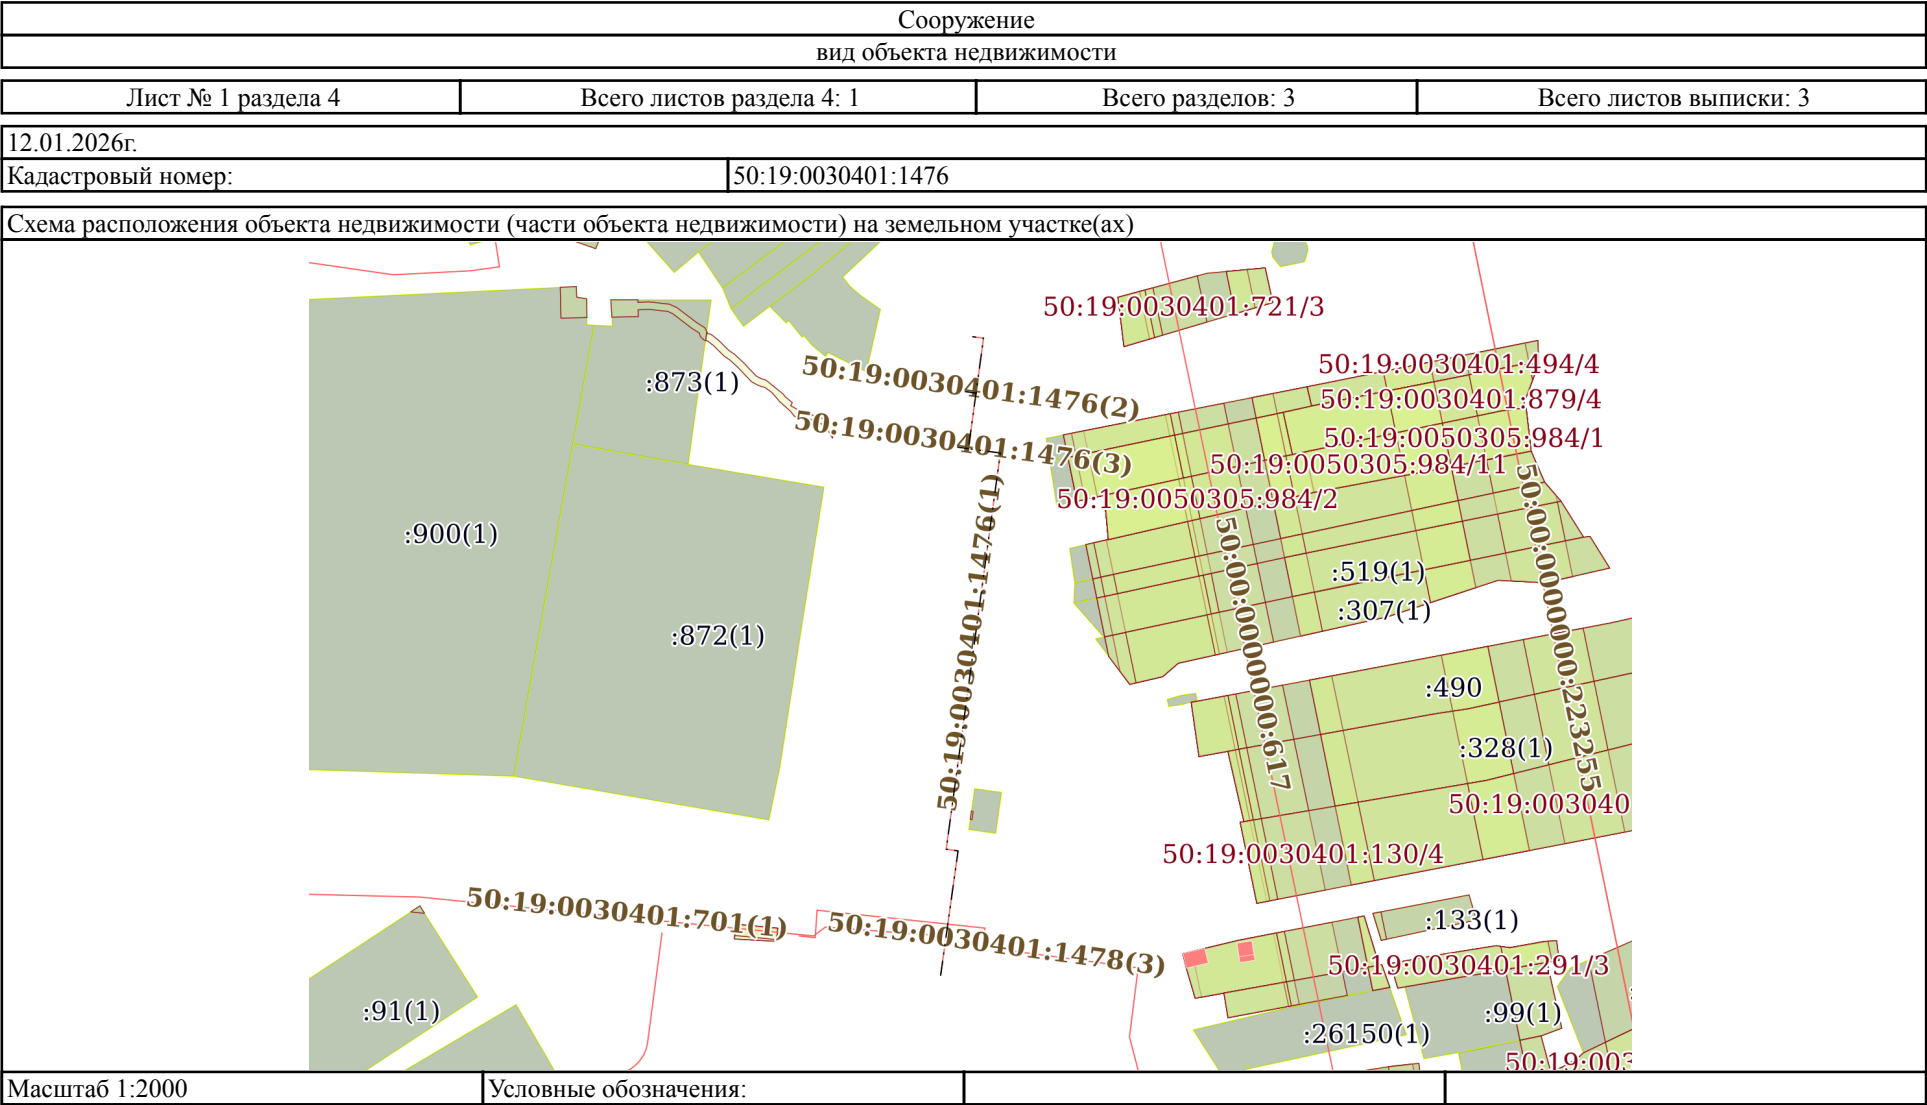 Сооружение
вид объекта недвижимости
Лист № 1 раздела 4
Всего листов раздела 4: 1
Всего разделов: 3
Всего листов выписки: 3
12.01.2026г.
Кадастровый номер:
50:19:0030401:1476
Схема расположения объекта недвижимости (части объекта недвижимости) на земельном участке(ах)
50:19:0030401:721/3
50:19:0030401:494/4
:873(1)
50:19:0030401:1476(2)
50:19:0030401:879/4
50:19:0030401:1476(3)
50:19:0050305:984/1
50:19:0050305:984/11
50:19:0050305:984/2
:900(1)
50:19:0030401:1476(1)
50:00:0000000:617
50:00:0000000:223255
:519(1)
:307(1)
:872(1)
:490
:328(1)
50:19:003040
50:19:0030401:130/4
50:19:0030401:701(1)
50:19:0030401:1478(3)
:133(1)
50:19:0030401:291/3
:91(1)
:99(1)
:26150(1)
50:19:003
Масштаб 1:2000
Условные обозначения: